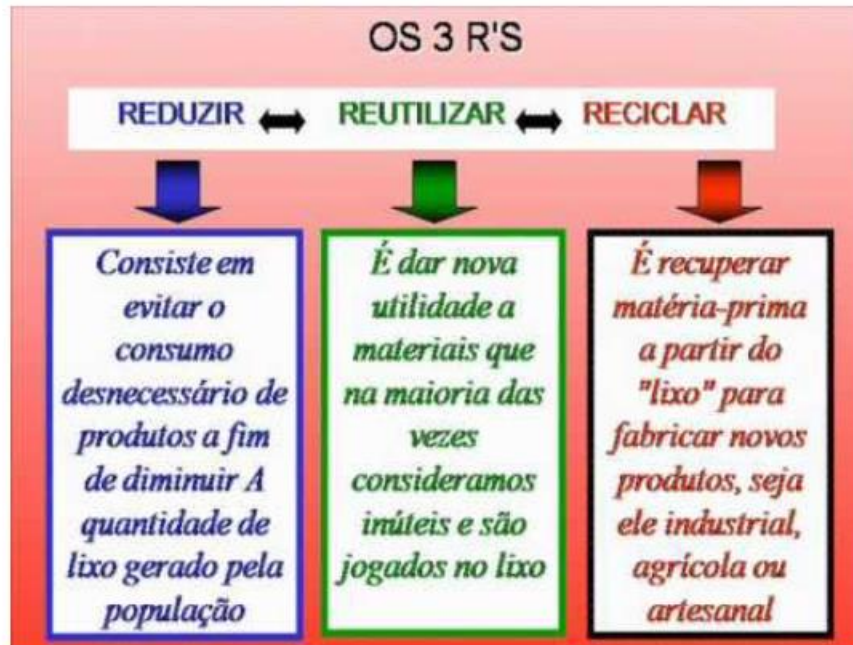 OS 3 R'S
REDUZIR REUTILIZAR RECICLAR
Consiste em
evitar o
consumo
desnecessário de
produtos a fim
de diminuir A
quantidade de
lixo gerado pela
população
É dar nova
utilidade a
materiais que
na maioria das
vezes
consideramos
inúteis e são
jogados no lixo
É recuperar
matéria-prima
a partir do
"lixo" para
fabricar novos
produtos, seja
ele industrial,
agrícola ou
artesanal